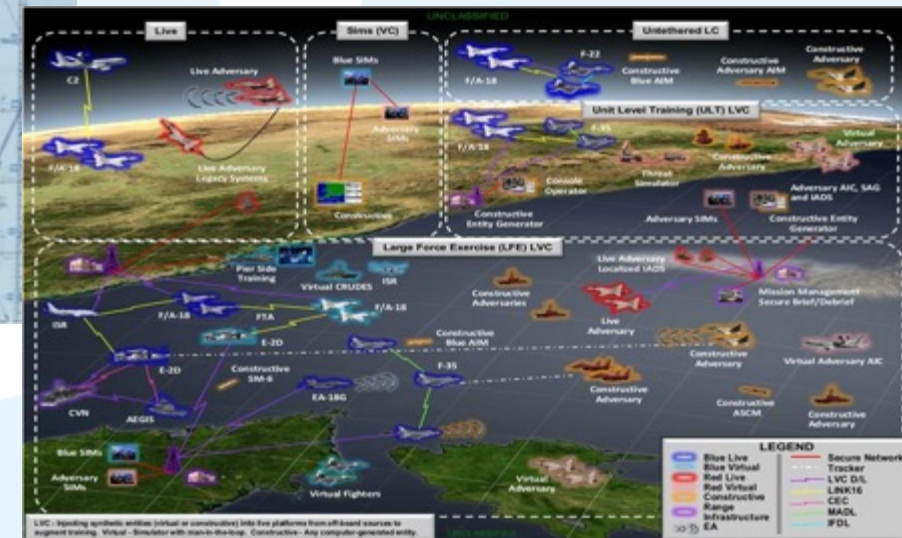 UNCLASSIFIED
Live
C2
Live Adversary
F/A-18
Live Adversary
Legacy Systems
Sims (VC)
Blue SIMs
Adversary
SIMs
Constructive
Untethered LC
F/A-18
F-22
Constructive
Blue AIM
Constructive
Adversary AIM
Constructive
Adversary
Unit Level Training (ULT) LVC
F/A-18
F-35
Constructive
Entity Generator
Console
Operator
Threat
Simulator
Constructive
Adversary
Virtual
Adversary
Adversary AIC, SAG
and IADS
Adversary SIMs
Constructive Entity
Generator
Large Force Exercise (LFE) LVC
Pier Side
Training
Virtual CRUDES
ISR
ISR
F/A-18
FTA
F/A-18
E-2D
E-2D
Constructive
SM-6
CVN
AEGIS
EA-18G
F-35
Constructive
Blue AIM
Constructive
Adversaries
Live Adversary
Localized IADS
Live
Adversary
Mission Management
Secure Brief/Debrief
Constructive
Adversary
Virtual Adversary AIC
Constructive
Adversary
Constructive
ASCM
Constructive
Adversary
Blue SIMs
Adversary
SIMs
Virtual Fighters
Virtual
Adversary
LEGEND
Blue Live
Blue Virtual
Red Live
Red Virtual
Constructive
Range
Infrastructure
EA
Secure Network
Tracker
LVC D/L
LINK16
CEC
MADL
IFDL
LVC - Injecting synthetic entities (virtual or constructive) into live platforms from off-board sources to
augment training. Virtual - Simulator with man-in-the-loop. Constructive - Any computer-generated entity.